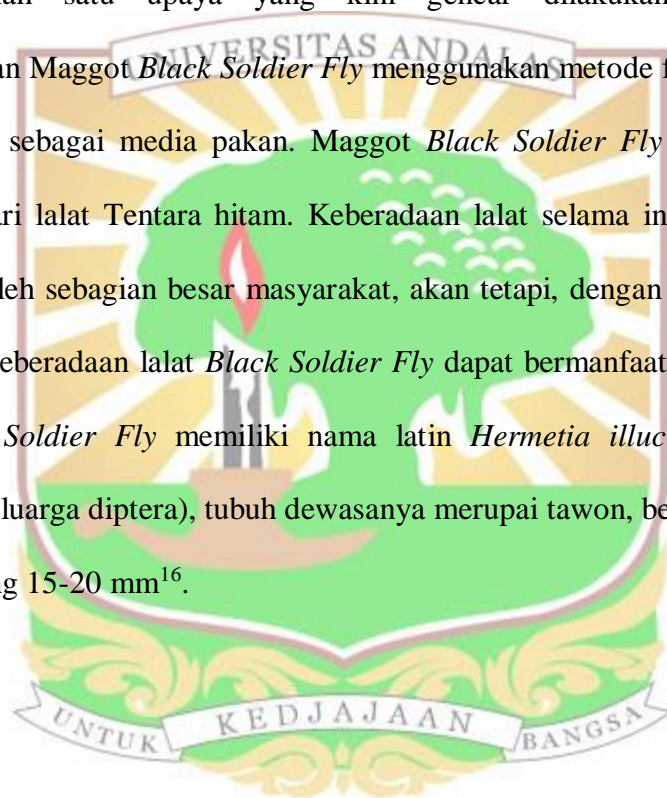 satu upaya yang kini gencar dilakukan
UNIVERSITAS ANDALAS
an Maggot Black Soldier Fly menggunakan metode f
sebagai media pakan. Maggot Black Soldier Fly
ari lalat Tentara hitam. Keberadaan lalat selama in
leh sebagian besar masyarakat, akan tetapi, dengan
keberadaan lalat Black Soldier Fly dapat bermanfaat
Soldier Fly memiliki nama latin Hermetia illuc
luarga diptera), tubuh dewasanya merupai tawon, be
ng 15-20 mm16.
UNTUK KEDJAJAAN BANGSA